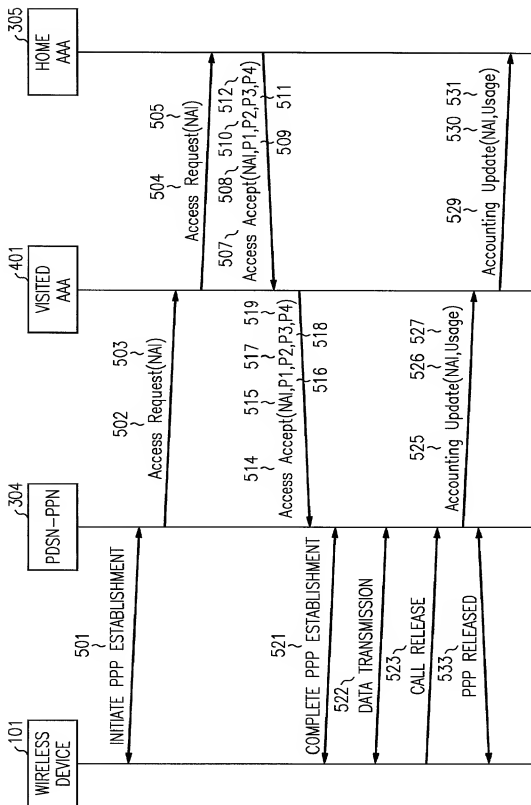 101
WIRELESS
DEVICE
304
PDSN-PPN
401
VISITED
AAA
305
HOME
AAA
INITIATE PPP ESTABLISHMENT
501
502
503
Access Request(NAI)
504
505
Access Request(NAI)
507
508
510
512
Access Accept(NAI,P1,P2,P3,P4)
509
511
514
515
517
519
Access Accept(NAI,P1,P2,P3,P4)
516
518
COMPLETE PPP ESTABLISHMENT
521
522
DATA TRANSMISSION
523
CALL RELEASE
525
526
527
Accounting Update(NAI,Usage)
529
530
531
Accounting Update(NAI,Usage)
533
PPP RELEASED